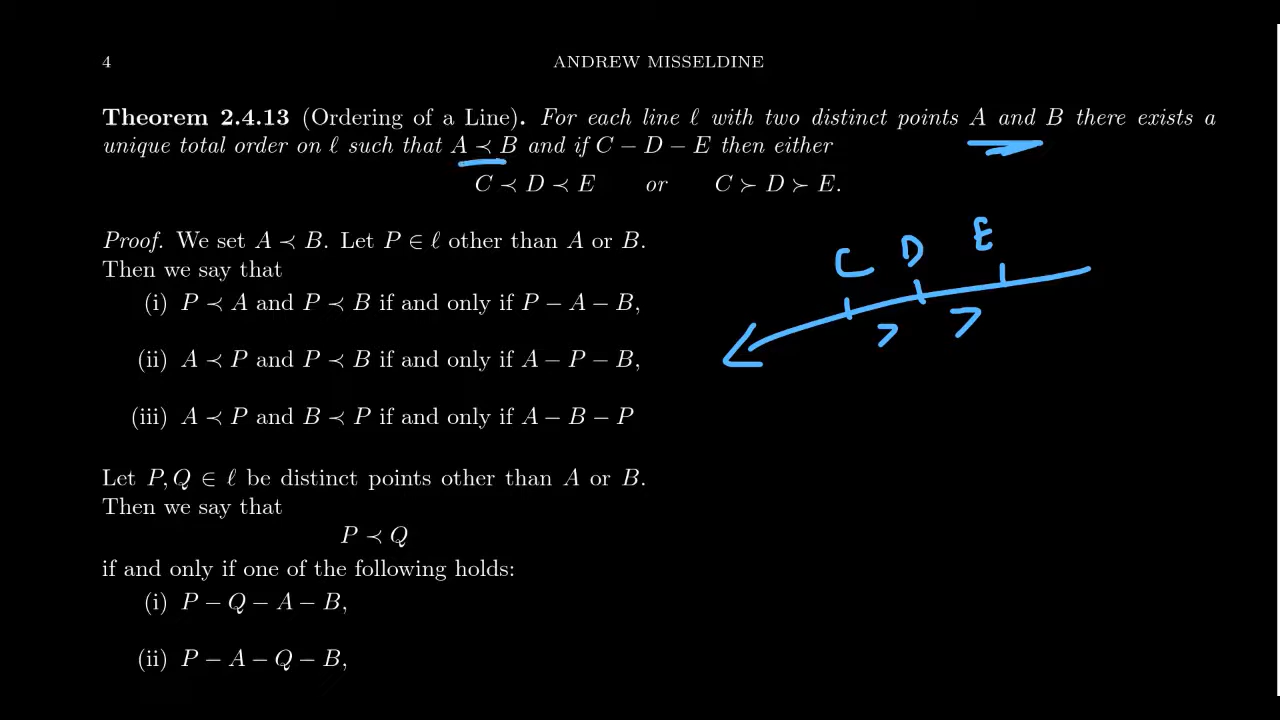 4
ANDREW MISSELDINE
Theorem 2.4.13 (Ordering of a Line). For each line ℓ with two distinct points A and B there exists a
unique total order on ℓ such that A ≺ B and if C − D − E then either
C ≺ D ≺ E or C ≻ D ≻ E.
Proof. We set A ≺ B. Let P ∈ ℓ other than A or B.
Then we say that
(i) P ≺ A and P ≺ B if and only if P − A − B,
(ii) A ≺ P and P ≺ B if and only if A − P − B,
(iii) A ≺ P and B ≺ P if and only if A − B − P
C D E
> >
Let P, Q ∈ ℓ be distinct points other than A or B.
Then we say that
P ≺ Q
if and only if one of the following holds:
(i) P − Q − A − B,
(ii) P − A − Q − B,